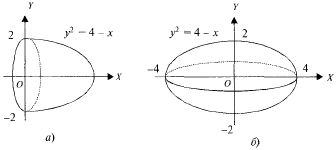 Y
2
y² = 4 – x
O
X
–2
а)
Y
y² = 4 – x
2
–4
4
O
X
–2
б)